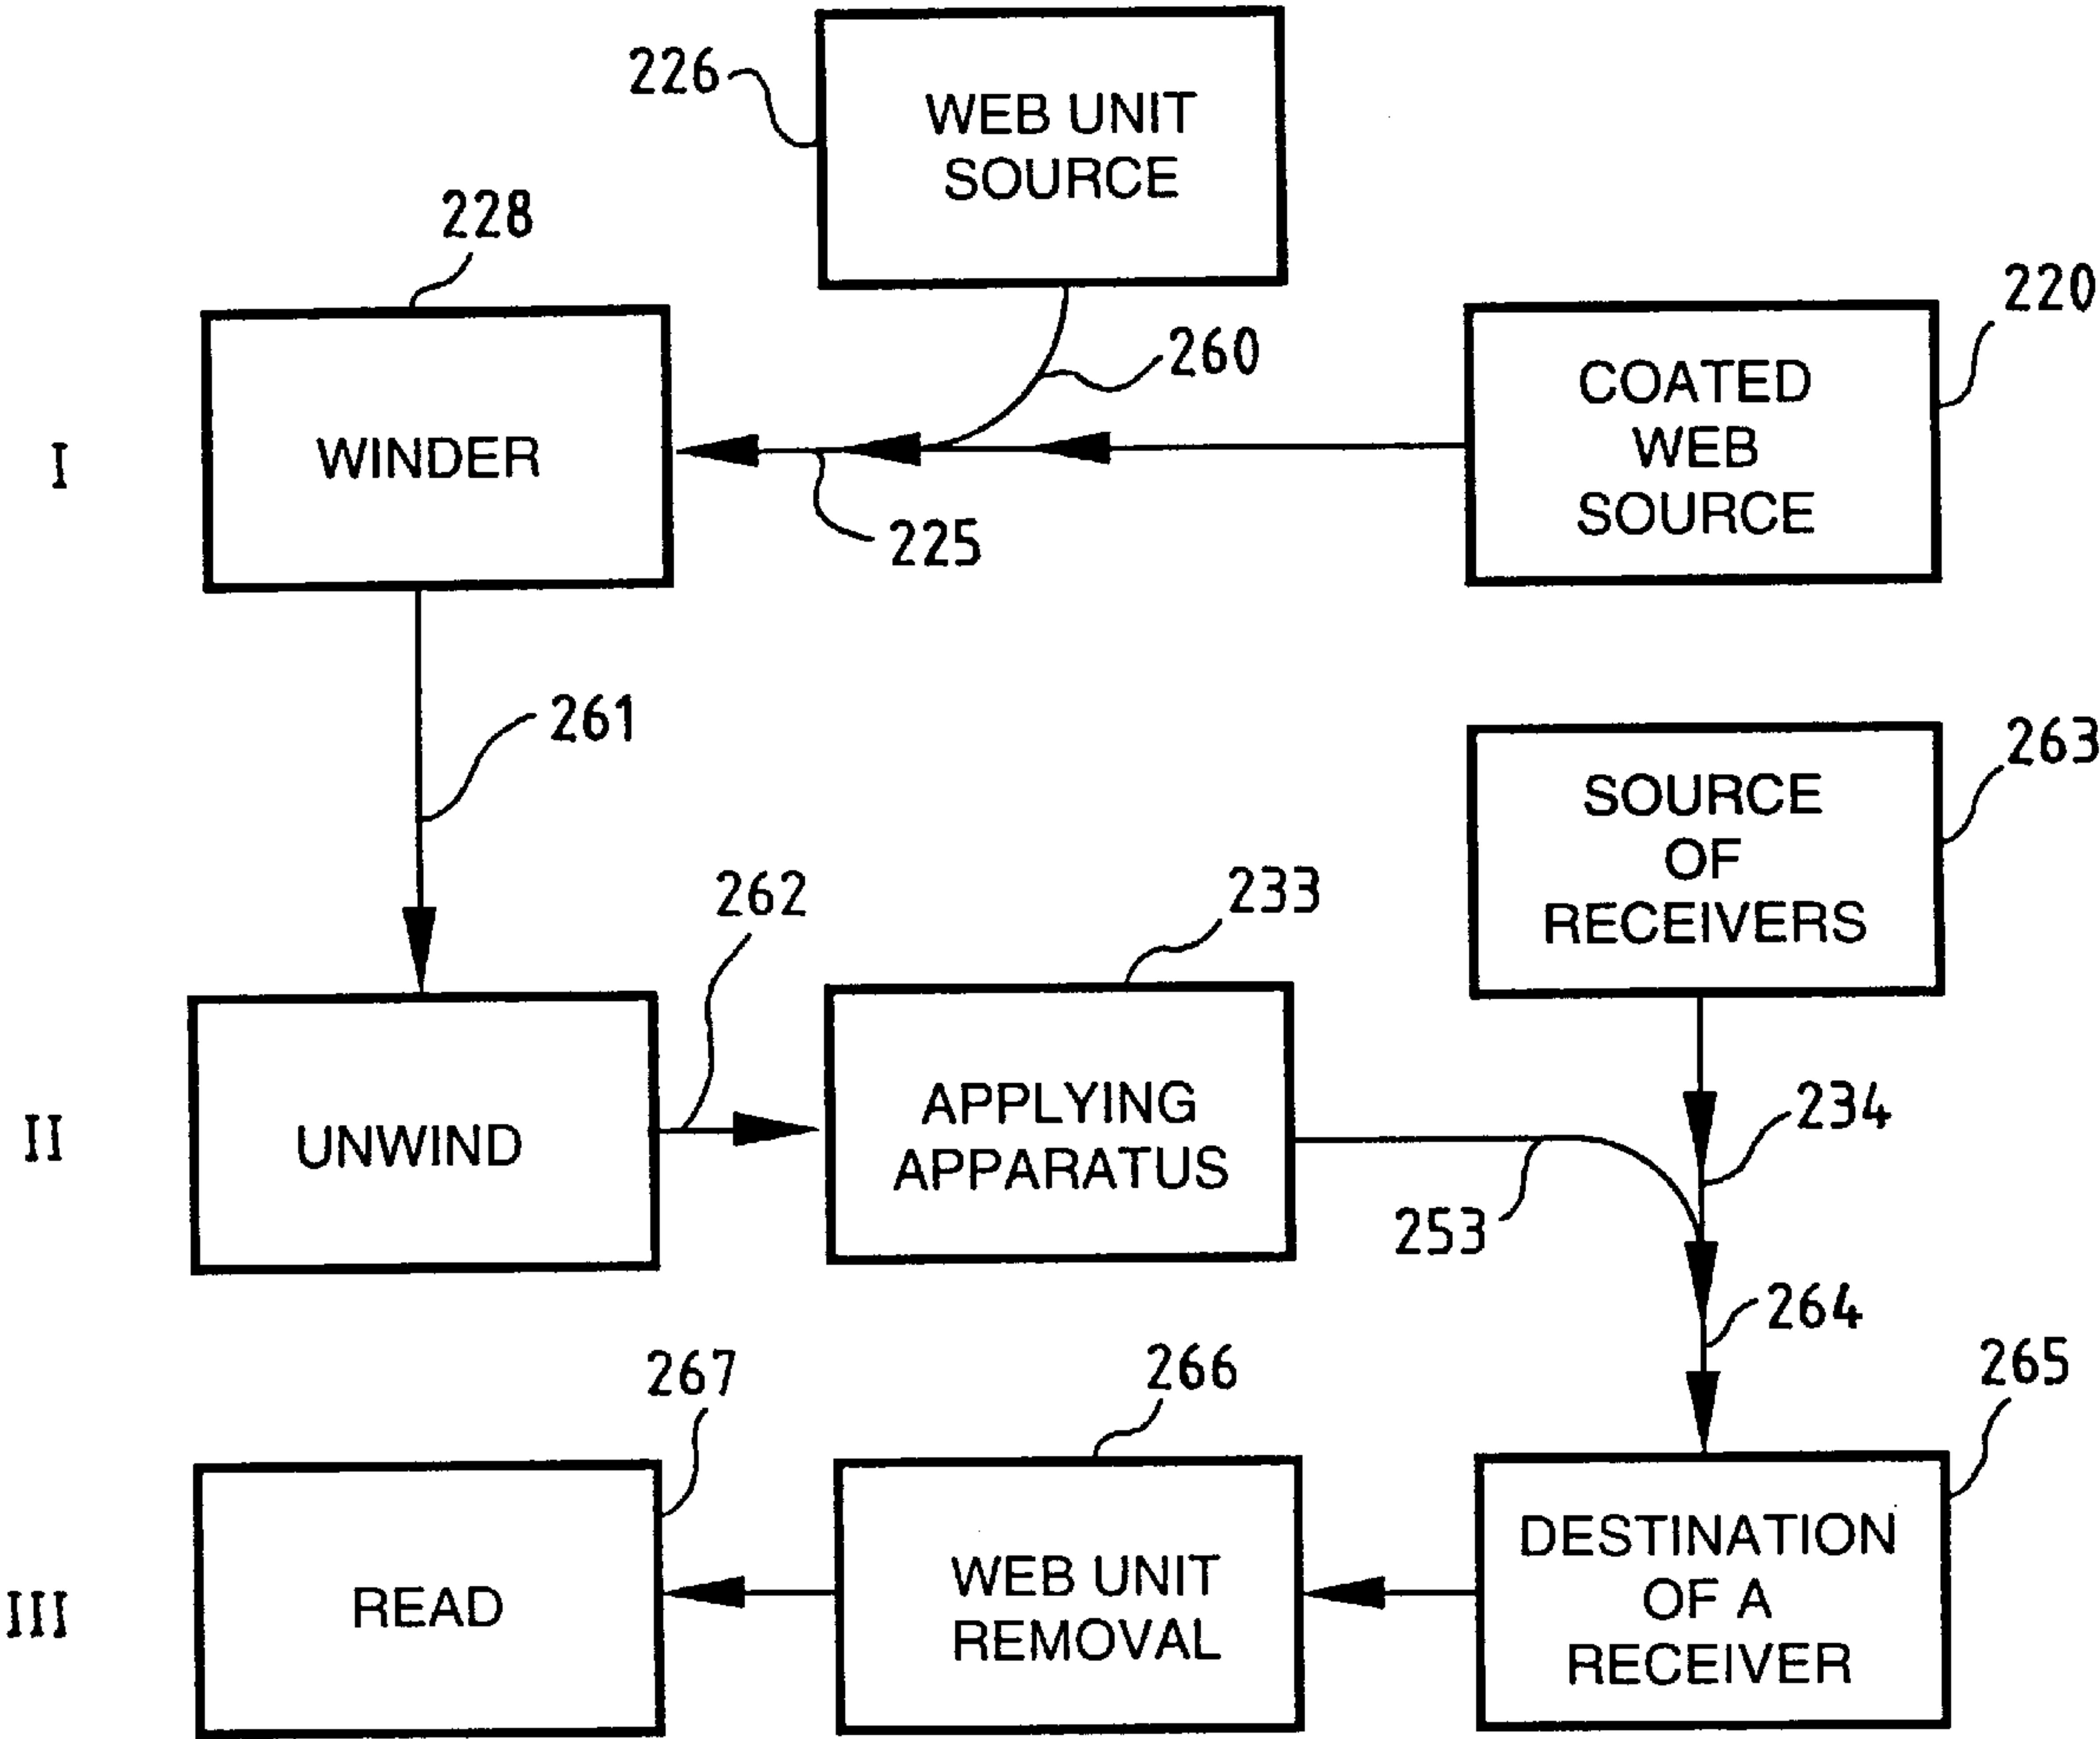 226
WEB UNIT
SOURCE
228
220
260
COATED
WEB
SOURCE
I
WINDER
225
261
263
SOURCE
OF
RECEIVERS
262
233
234
II
UNWIND
APPLYING
APPARATUS
253
264
267
266
265
III
READ
WEB UNIT
REMOVAL
DESTINATION
OF A
RECEIVER